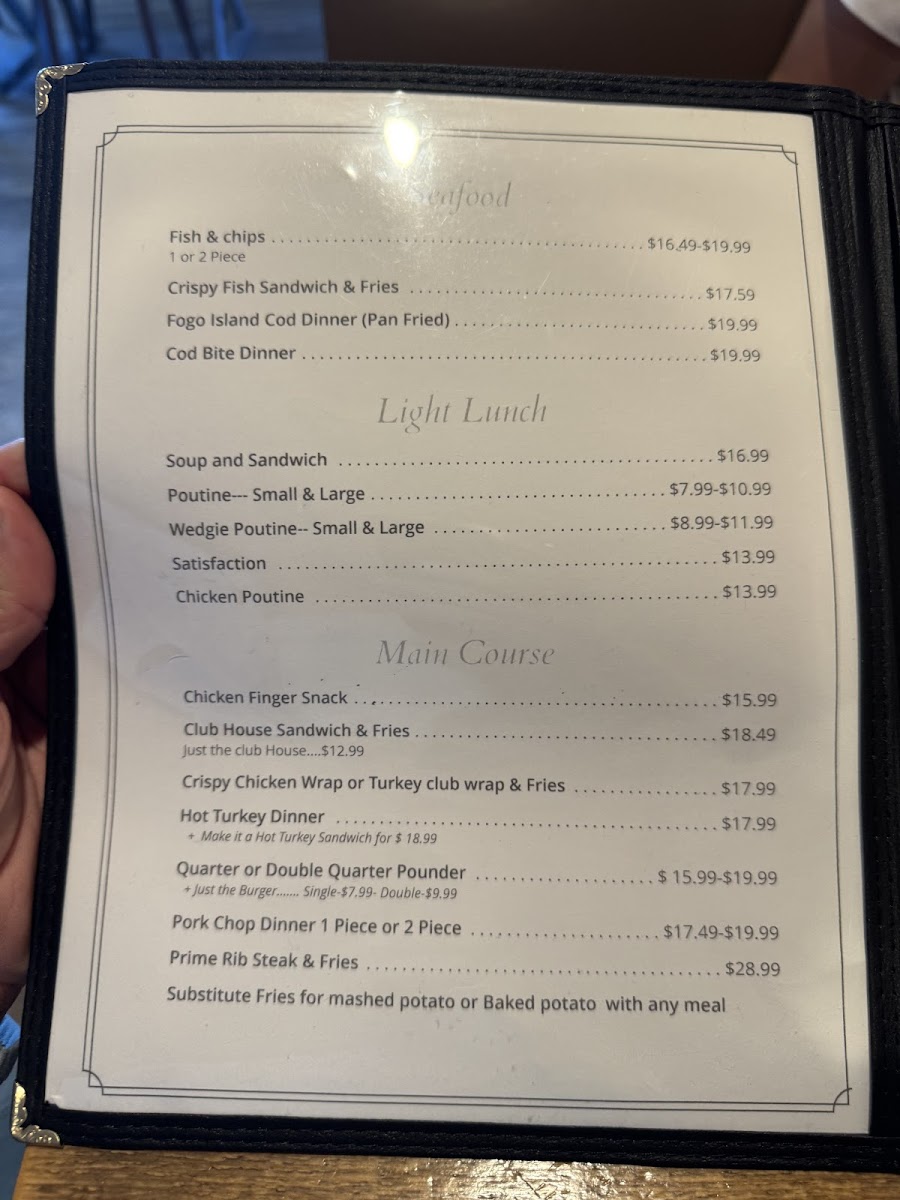 Seafood
Fish & chips ........................................ $16.49-$19.99
1 or 2 Piece
Crispy Fish Sandwich & Fries ........................................ $17.59
Fogo Island Cod Dinner (Pan Fried) ........................................ $19.99
Cod Bite Dinner ........................................ $19.99
Light Lunch
Soup and Sandwich ........................................ $16.99
Poutine--- Small & Large ........................................ $7.99-$10.99
Wedgie Poutine-- Small & Large ........................................ $8.99-$11.99
Satisfaction ........................................ $13.99
Chicken Poutine ........................................ $13.99
Main Course
Chicken Finger Snack ........................................ $15.99
Club House Sandwich & Fries ........................................ $18.49
Just the club House....$12.99
Crispy Chicken Wrap or Turkey club wrap & Fries ............... $17.99
Hot Turkey Dinner ........................................ $17.99
+ Make it a Hot Turkey Sandwich for $ 18.99
Quarter or Double Quarter Pounder .................... $ 15.99-$19.99
+ Just the Burger....... Single-$7.99- Double-$9.99
Pork Chop Dinner 1 Piece or 2 Piece ..................... $17.49-$19.99
Prime Rib Steak & Fries ........................................ $28.99
Substitute Fries for mashed potato or Baked potato with any meal